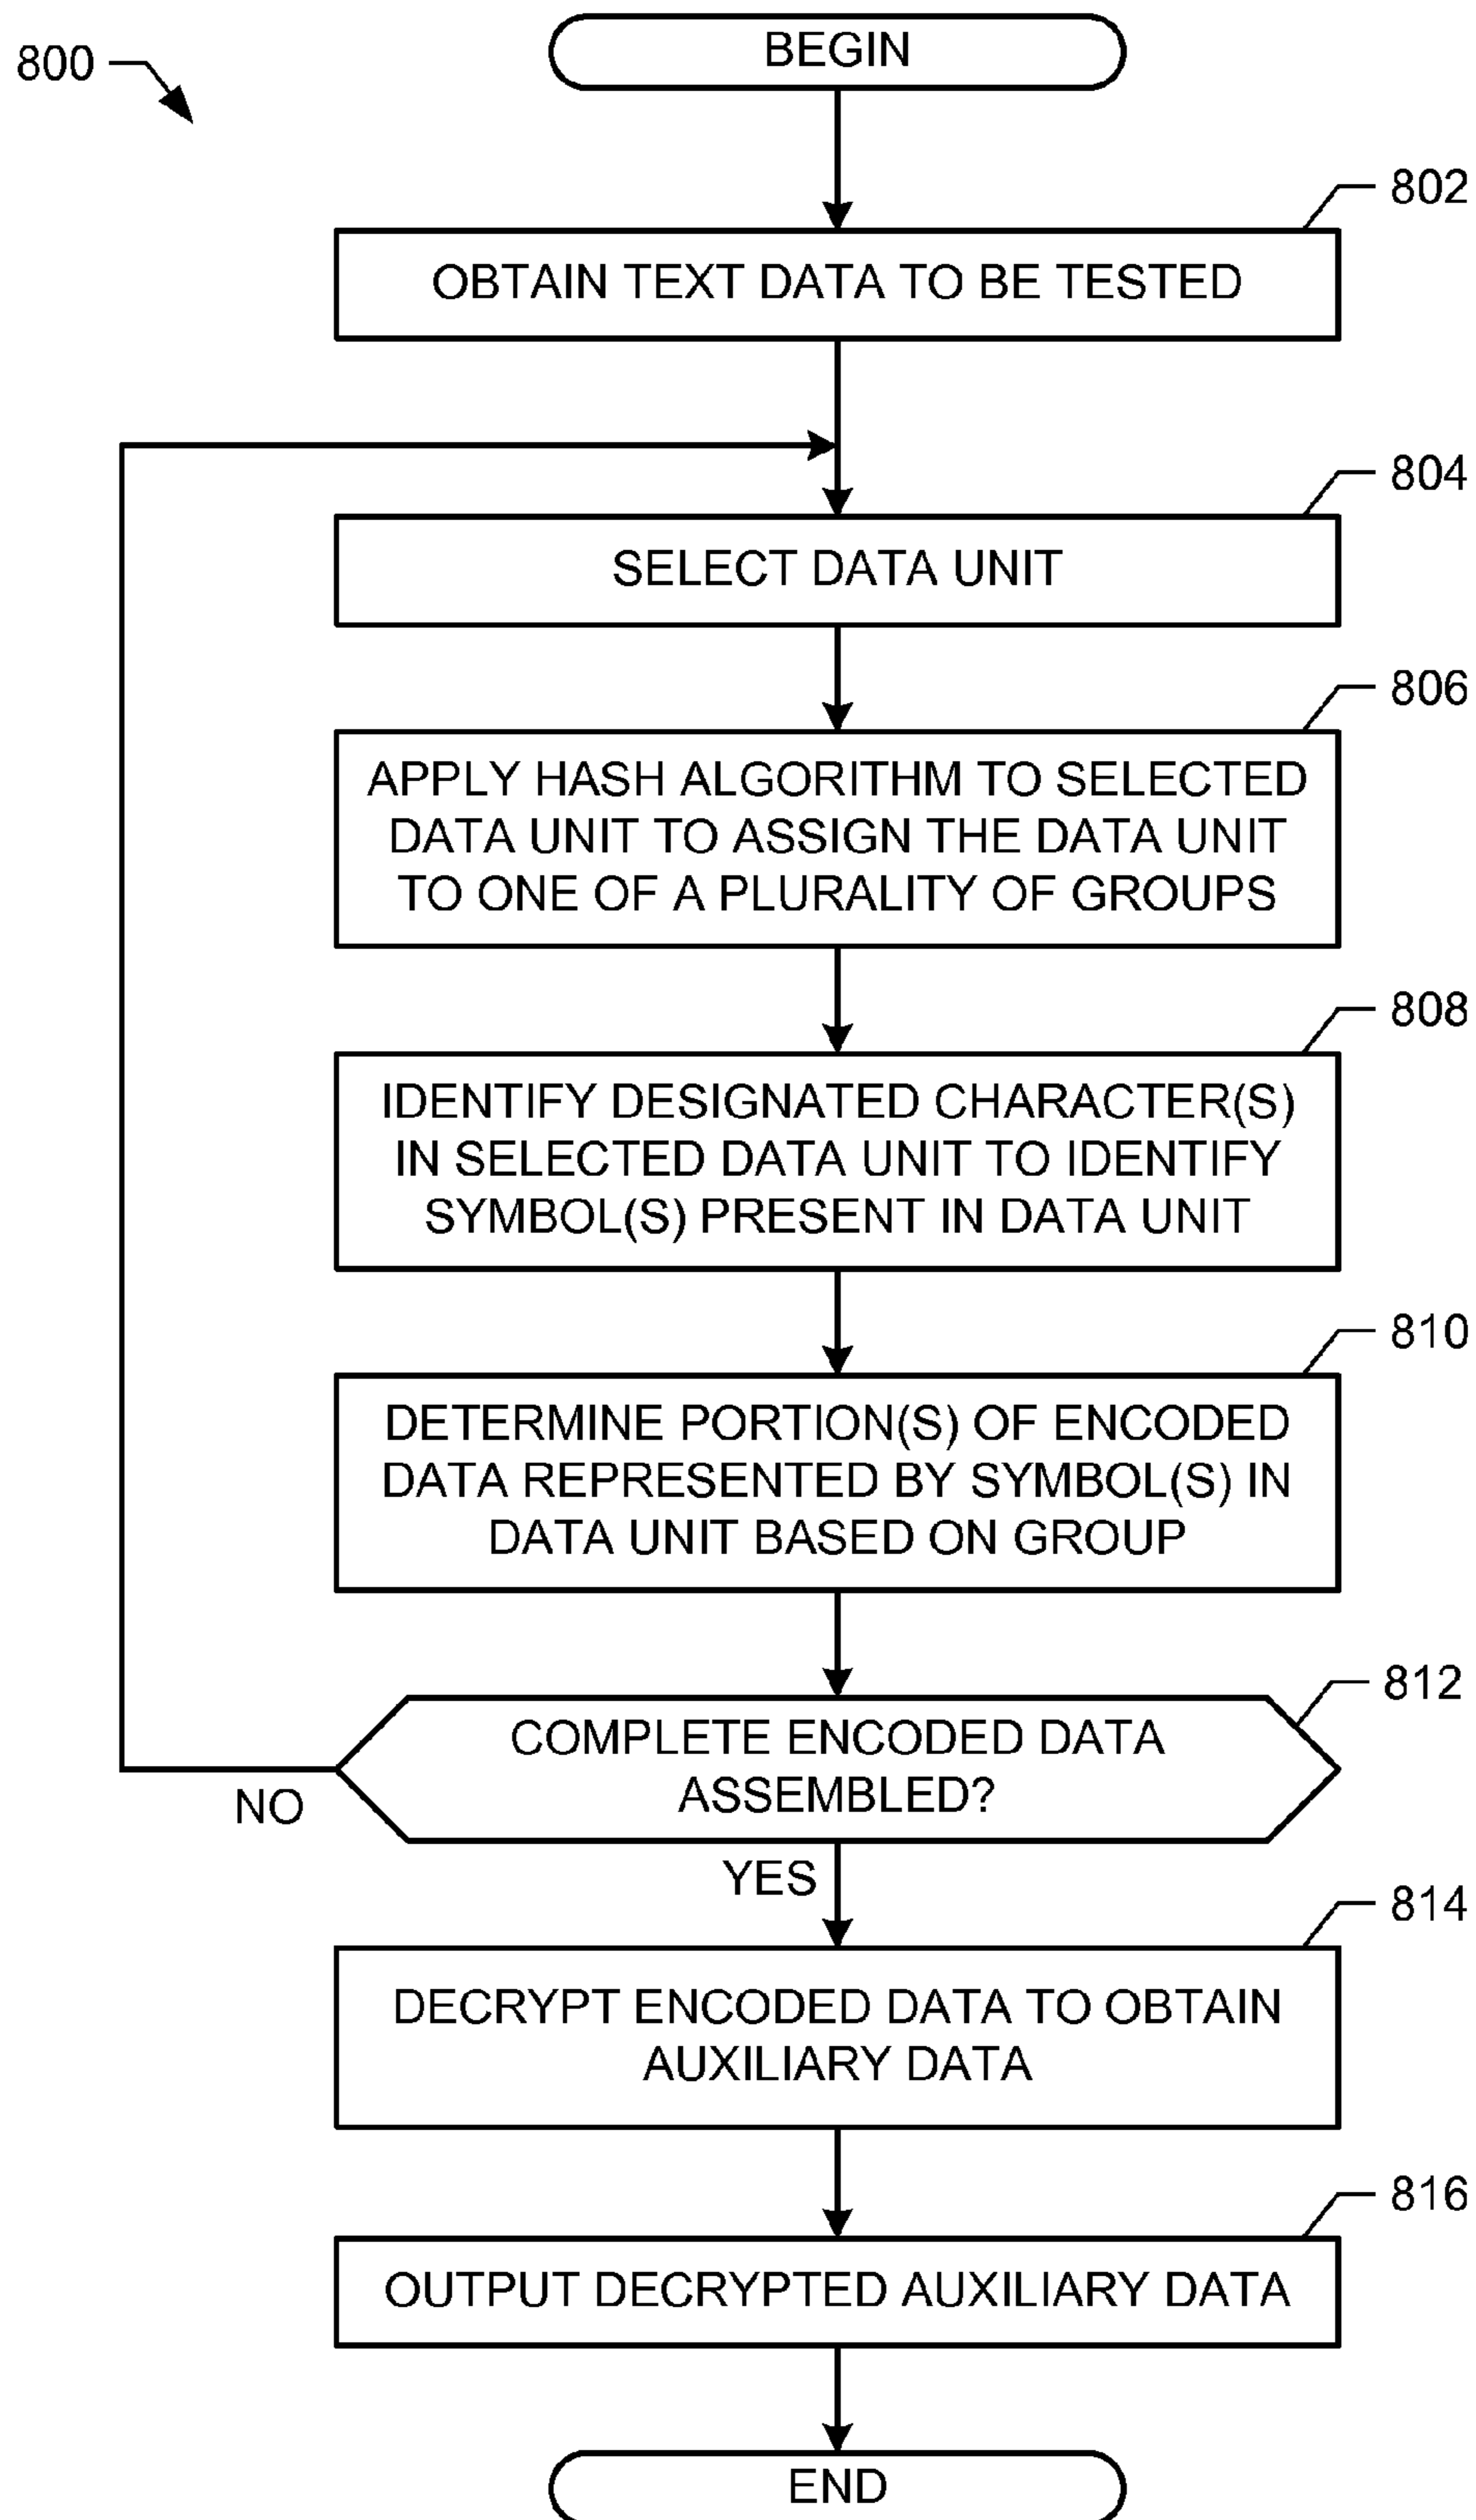 800
BEGIN
802
OBTAIN TEXT DATA TO BE TESTED
804
SELECT DATA UNIT
806
APPLY HASH ALGORITHM TO SELECTED
DATA UNIT TO ASSIGN THE DATA UNIT
TO ONE OF A PLURALITY OF GROUPS
808
IDENTIFY DESIGNATED CHARACTER(S)
IN SELECTED DATA UNIT TO IDENTIFY
SYMBOL(S) PRESENT IN DATA UNIT
810
DETERMINE PORTION(S) OF ENCODED
DATA REPRESENTED BY SYMBOL(S) IN
DATA UNIT BASED ON GROUP
812
COMPLETE ENCODED DATA
ASSEMBLED?
NO
YES
814
DECRYPT ENCODED DATA TO OBTAIN
AUXILIARY DATA
816
OUTPUT DECRYPTED AUXILIARY DATA
END